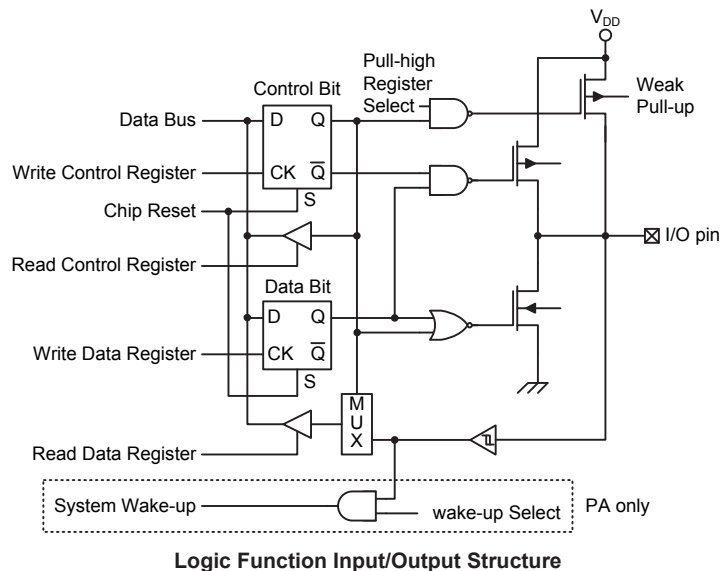 VDD
Pull-high
Register
Select
Weak
Pull-up
Control Bit
Data Bus
D
Q
Write Control Register
CK
Q
Chip Reset
S
I/O pin
Read Control Register
Data Bit
D
Q
Write Data Register
CK
Q
S
M
U
X
Read Data Register
System Wake-up
wake-up Select
PA only
Logic Function Input/Output Structure